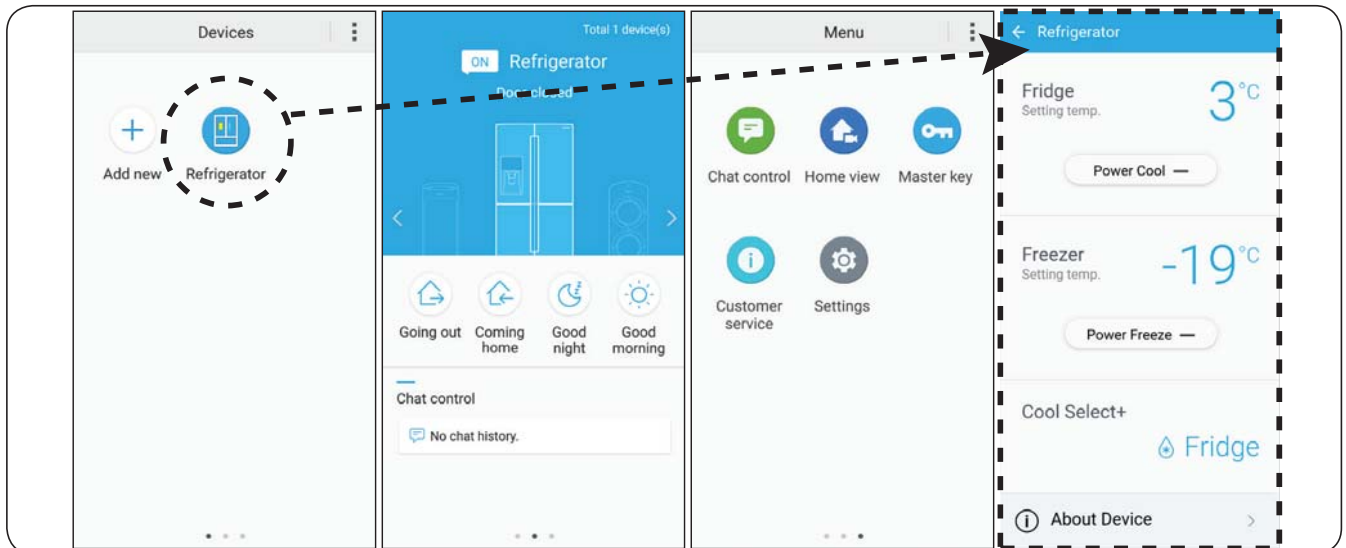 Devices
Add new
Refrigerator
Total 1 device(s)
ON Refrigerator
Door closed
Going out
Coming
home
Good
night
Good
morning
Chat control
No chat history.
Menu
Chat control
Home view
Master key
Customer
service
Settings
Refrigerator
Fridge
Setting temp.
3°C
Power Cool —
Freezer
Setting temp.
-19°C
Power Freeze —
Cool Select+
Fridge
About Device